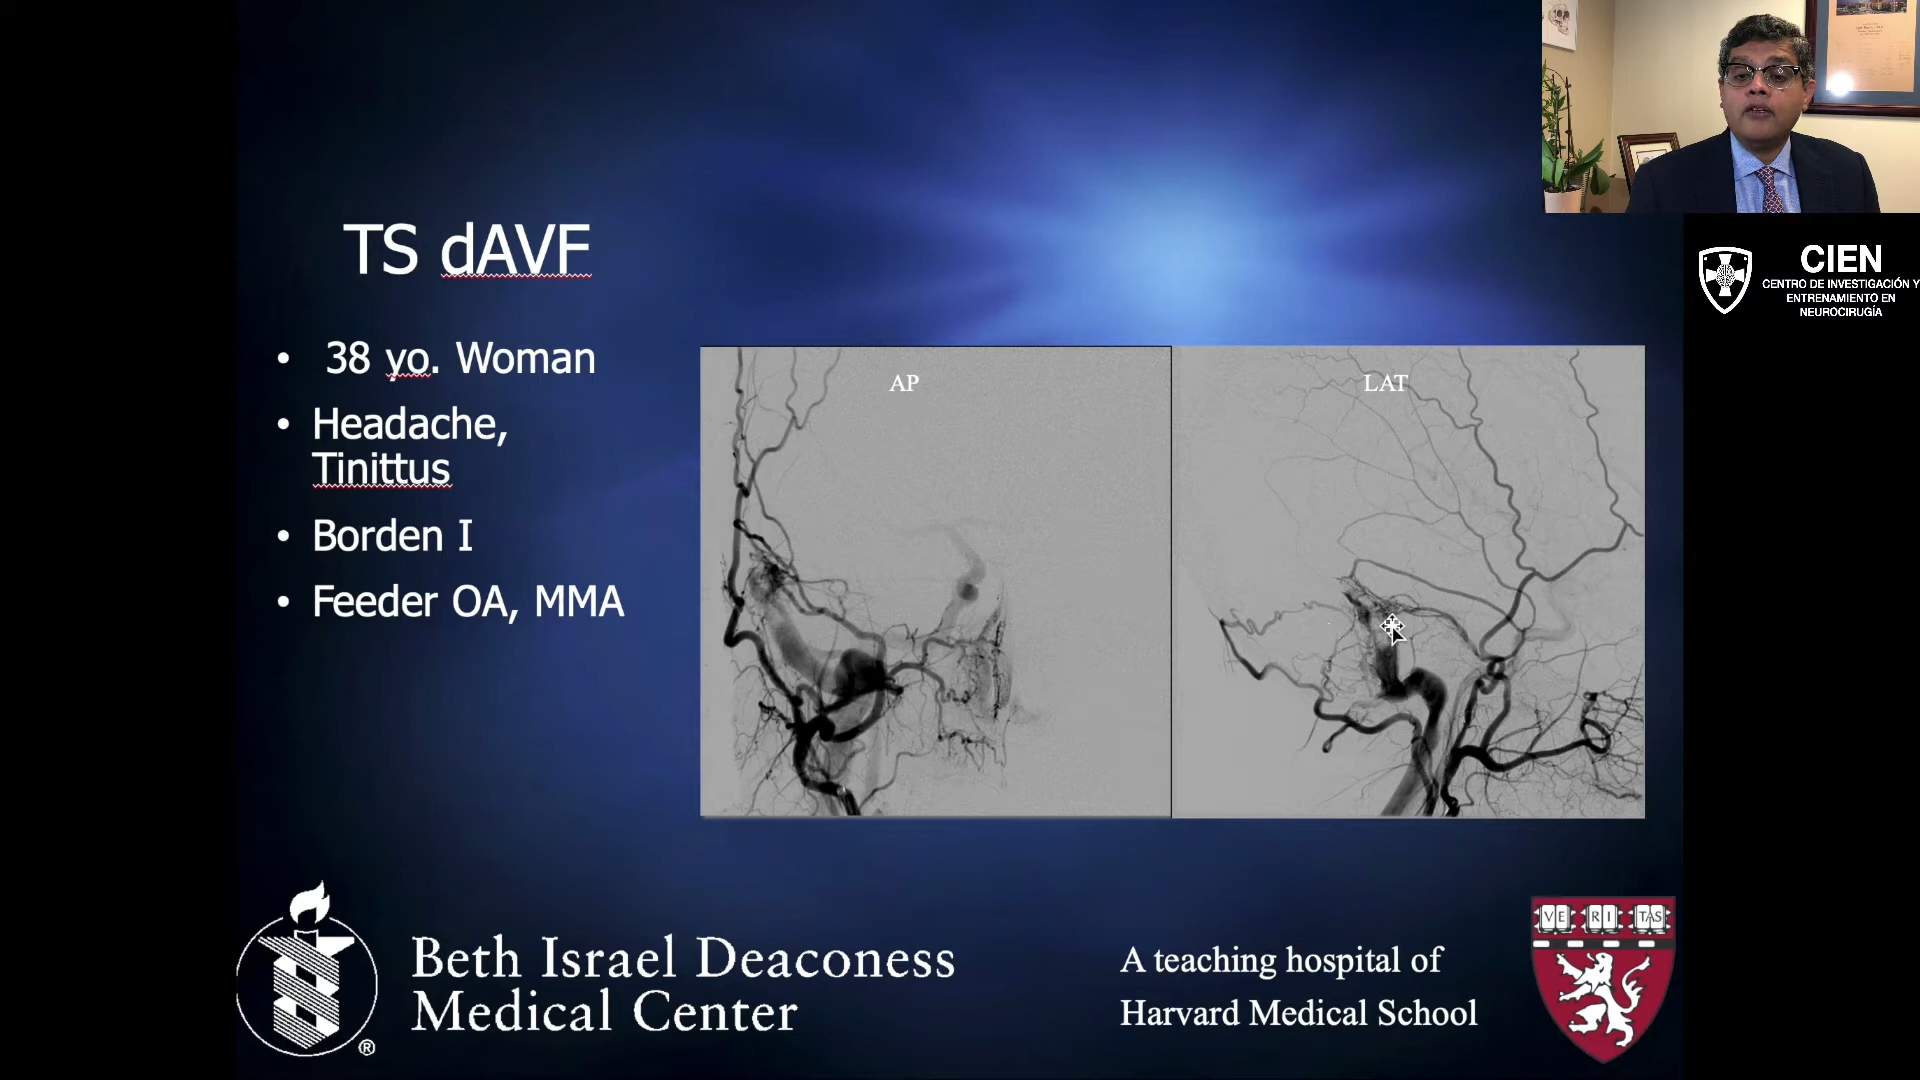 TS dAVF
• 38 yo. Woman
• Headache,
Tinittus
• Borden I
• Feeder OA, MMA
AP
LAT
CIEN
CENTRO DE INVESTIGACIÓN Y
ENTRENAMIENTO EN
NEUROCIRUGÍA
Beth Israel Deaconess
Medical Center
®
A teaching hospital of
Harvard Medical School
VE RI TAS